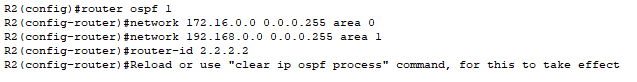 R2(config)#router ospf 1
R2(config-router)#network 172.16.0.0 0.0.0.255 area 0
R2(config-router)#network 192.168.0.0 0.0.0.255 area 1
R2(config-router)#router-id 2.2.2.2
R2(config-router)#Reload or use "clear ip ospf process" command, for this to take effect